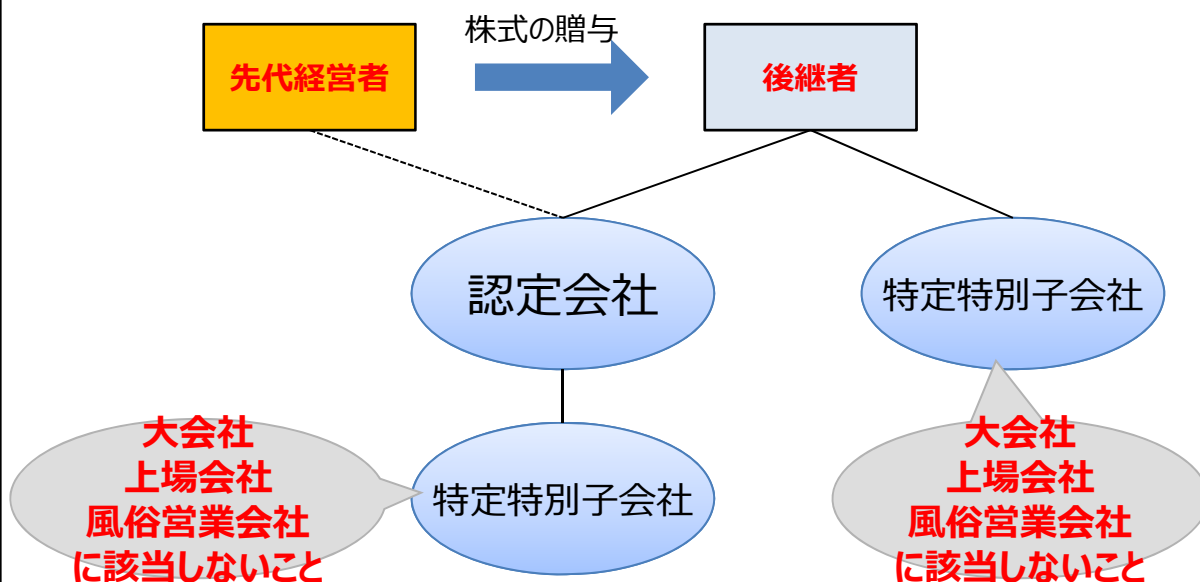 株式の贈与
先代経営者
後継者
認定会社
特定特別子会社
大会社
上場会社
風俗営業会社
に該当しないこと
特定特別子会社
大会社
上場会社
風俗営業会社
に該当しないこと